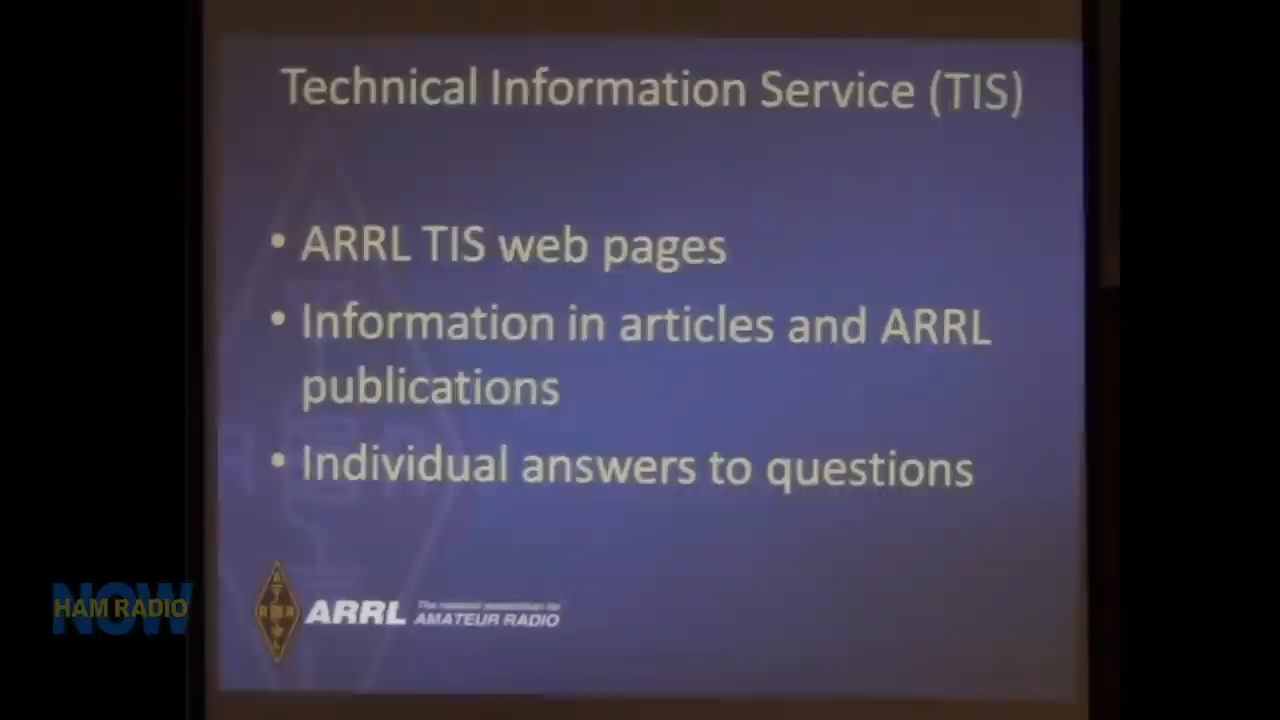 Technical Information Service (TIS)
• ARRL TIS web pages
• Information in articles and ARRL
publications
• Individual answers to questions
ARRL The national association for
AMATEUR RADIO
NOW
HAM RADIO